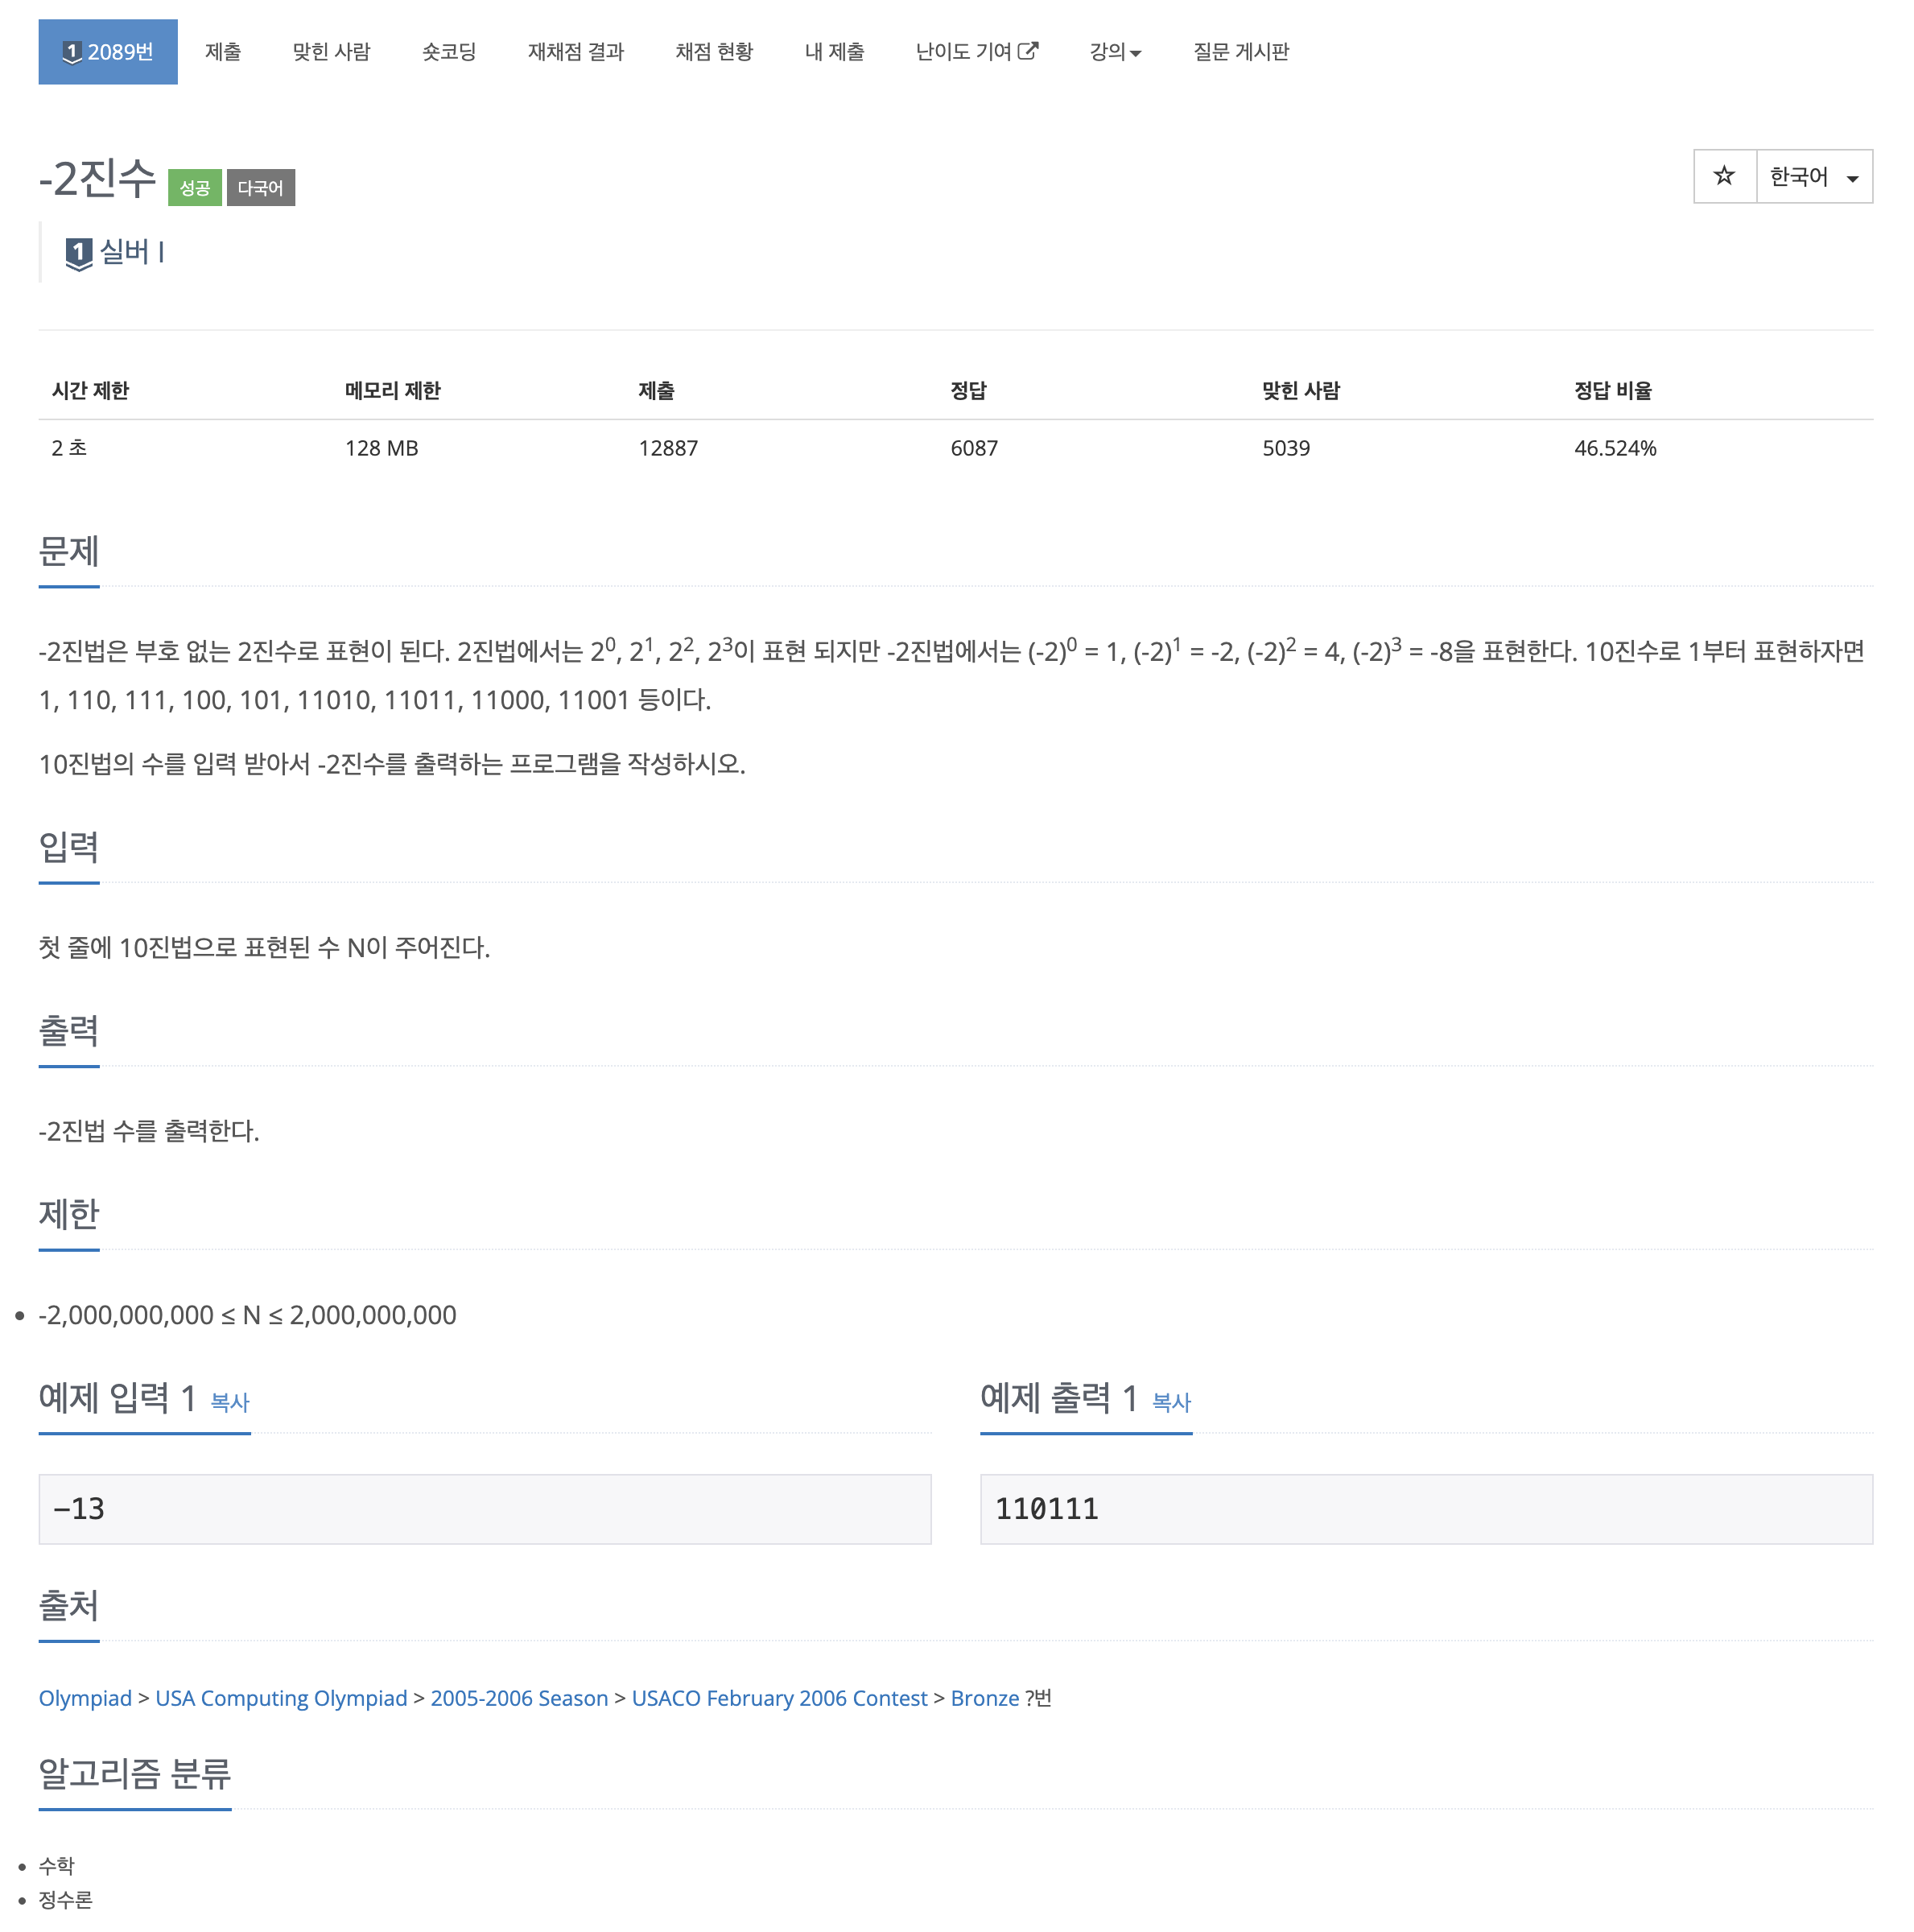 1 2089번 제출 맞힌 사람 숏코딩 재채점 결과 채점 현황 내 제출 난이도 기여 강의 질문 게시판
-2진수 성공 다국어 ☆ 한국어
1 실버 I
시간 제한 메모리 제한 제출 정답 맞힌 사람 정답 비율
2 초 128 MB 12887 6087 5039 46.524%
문제
-2진법은 부호 없는 2진수로 표현이 된다. 2진법에서는 2⁰, 2¹, 2², 2³이 표현 되지만 -2진법에서는 (-2)⁰ = 1, (-2)¹ = -2, (-2)² = 4, (-2)³ = -8을 표현한다. 10진수로 1부터 표현하자면
1, 110, 111, 100, 101, 11010, 11011, 11000, 11001 등이다.
10진법의 수를 입력 받아서 -2진수를 출력하는 프로그램을 작성하시오.
입력
첫 줄에 10진법으로 표현된 수 N이 주어진다.
출력
-2진법 수를 출력한다.
제한
• -2,000,000,000 ≤ N ≤ 2,000,000,000
예제 입력 1 복사 예제 출력 1 복사
-13 110111
출처
Olympiad > USA Computing Olympiad > 2005-2006 Season > USACO February 2006 Contest > Bronze ?번
알고리즘 분류
• 수학
• 정수론